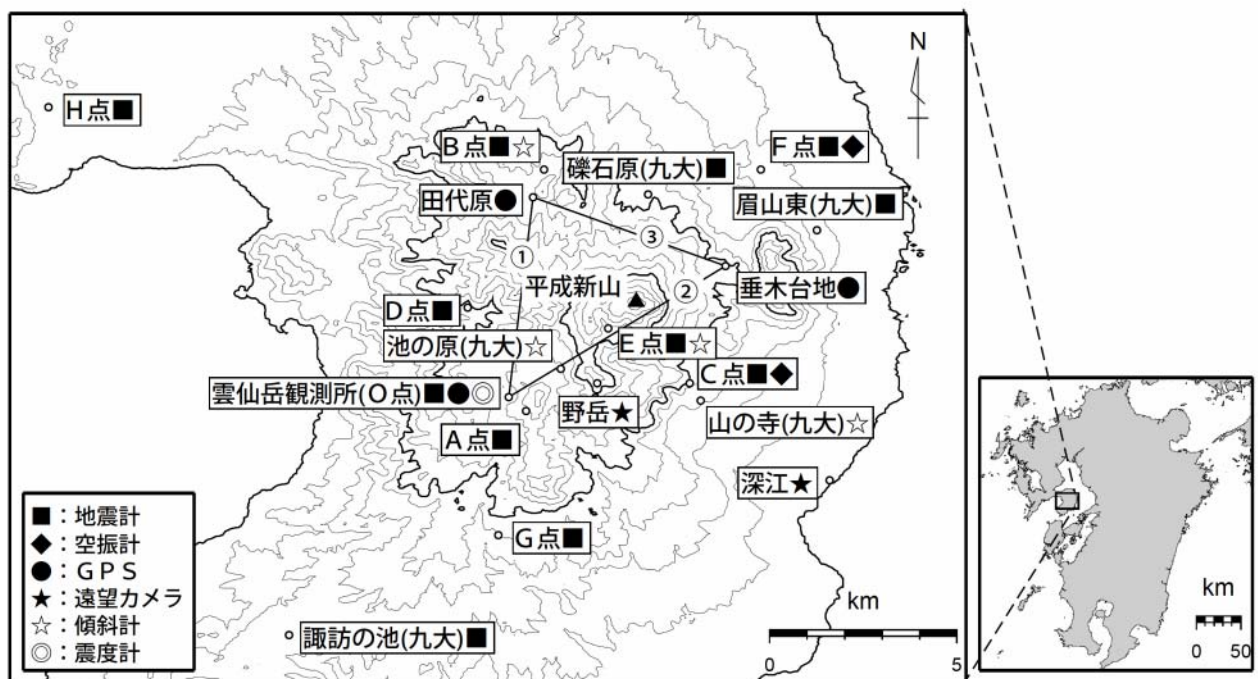 N
H点■
B点■☆
F点■◆
礫石原(九大)■
田代原●
眉山東(九大)■
③
①
平成新山
②
垂木台地●
D点■
池の原(九大)☆
E点■☆
雲仙岳観測所(O点)■●◎
C点■◆
野岳★
山の寺(九大)☆
A点■
深江★
G点■
諏訪の池(九大)■
km
0 5
■：地震計
◆：空振計
●：GPS
★：遠望カメラ
☆：傾斜計
◎：震度計
km
0 50